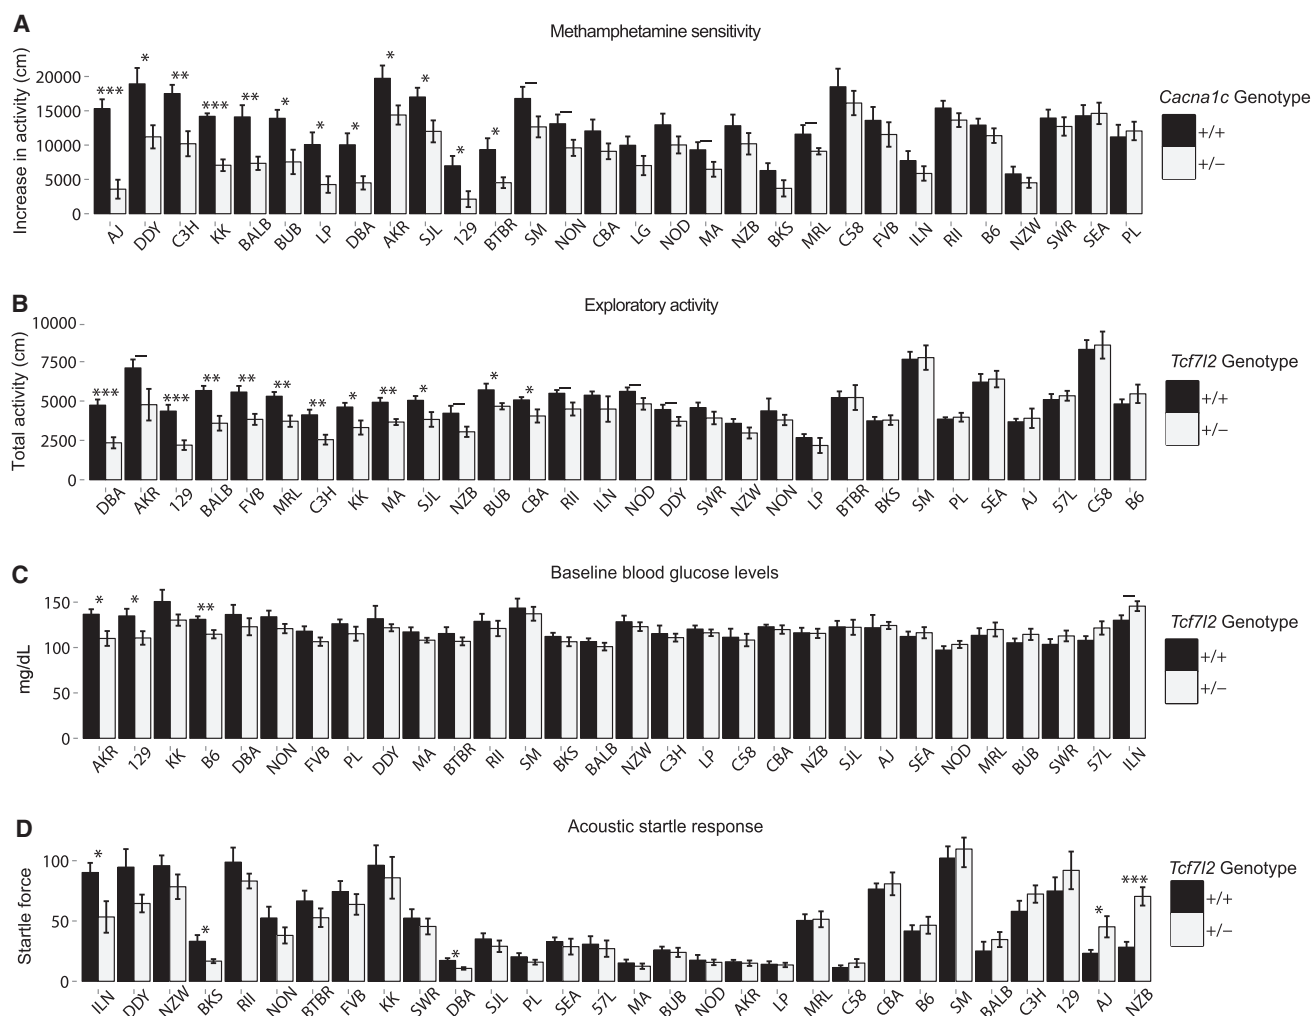 A
Methamphetamine sensitivity
Increase in activity (cm)
20000
15000
10000
5000
0
*** * ** *** ** * * * * * * *
AJ DDY C3H KK BALB BUB LP DBA AKR SJL 129 BTBR SM NON CBA LG NOD MA NZB BKS MRL C58 FVB ILN RII B6 NZW SWR SEA PL
Cacna1c Genotype
+/+
+/−
B
Exploratory activity
Total activity (cm)
10000
7500
5000
2500
0
*** *** ** ** ** ** * ** * * *
DBA AKR 129 BALB FVB MRL C3H KK MA SJL NZB BUB CBA RII ILN NOD DDY SWR NZW NON LP BTBR BKS SM PL SEA AJ 57L C58 B6
Tcf7l2 Genotype
+/+
+/−
C
Baseline blood glucose levels
mg/dL
150
100
50
0
* * **
AKR 129 KK B6 DBA NON FVB PL DDY MA BTBR RII SM BKS BALB NZW C3H LP C58 CBA NZB SJL AJ SEA NOD MRL BUB SWR 57L ILN
Tcf7l2 Genotype
+/+
+/−
D
Acoustic startle response
Startle force
100
50
0
* * * * ***
ILN DDY NZW BKS RII NON BTBR FVB KK SWR DBA SJL PL SEA 57L MA BUB NOD AKR LP MRL C58 CBA B6 SM BALB C3H 129 AJ NZB
Tcf7l2 Genotype
+/+
+/−